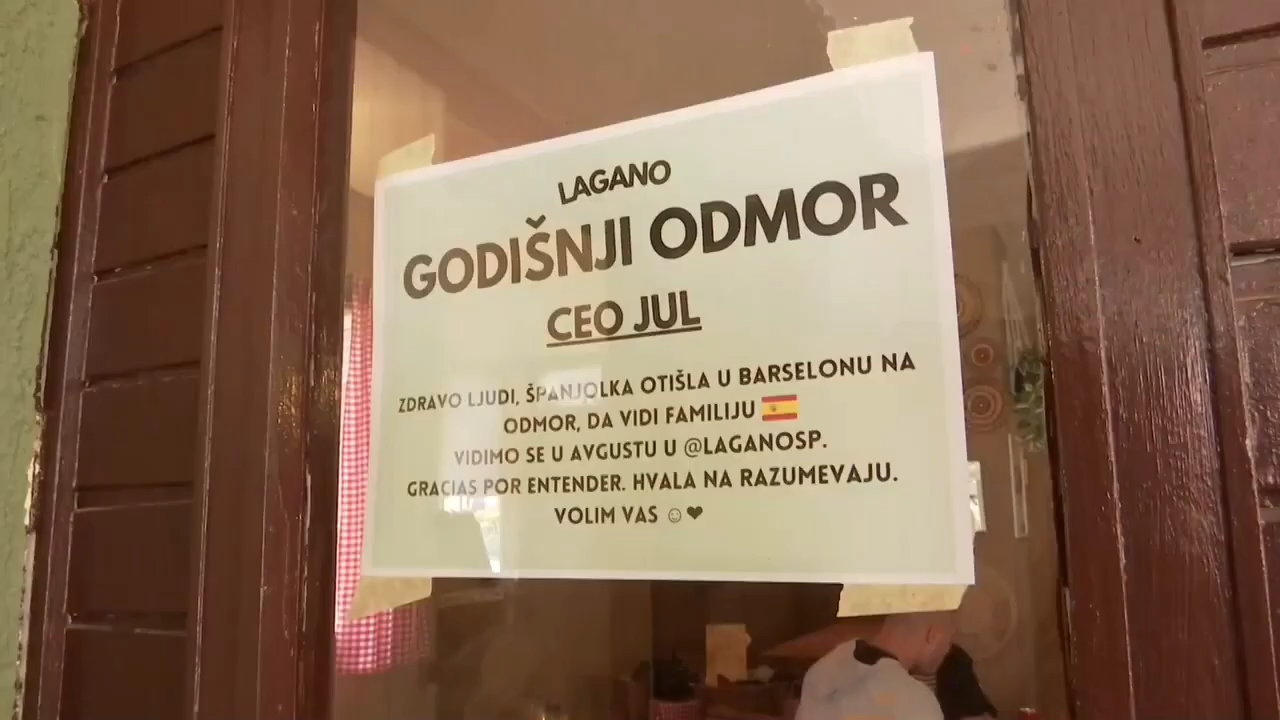 LAGANO
GODIŠNJI ODMOR
CEO JUL
ZDRAVO LJUDI, ŠPANJOLKA OTIŠLA U BARSELONU NA
ODMOR, DA VIDI FAMILIJU 🇪🇸
VIDIMO SE U AVGUSTU U @LAGANOSP.
GRACIAS POR ENTENDER. HVALA NA RAZUMEVAJU.
VOLIM VAS ☺❤